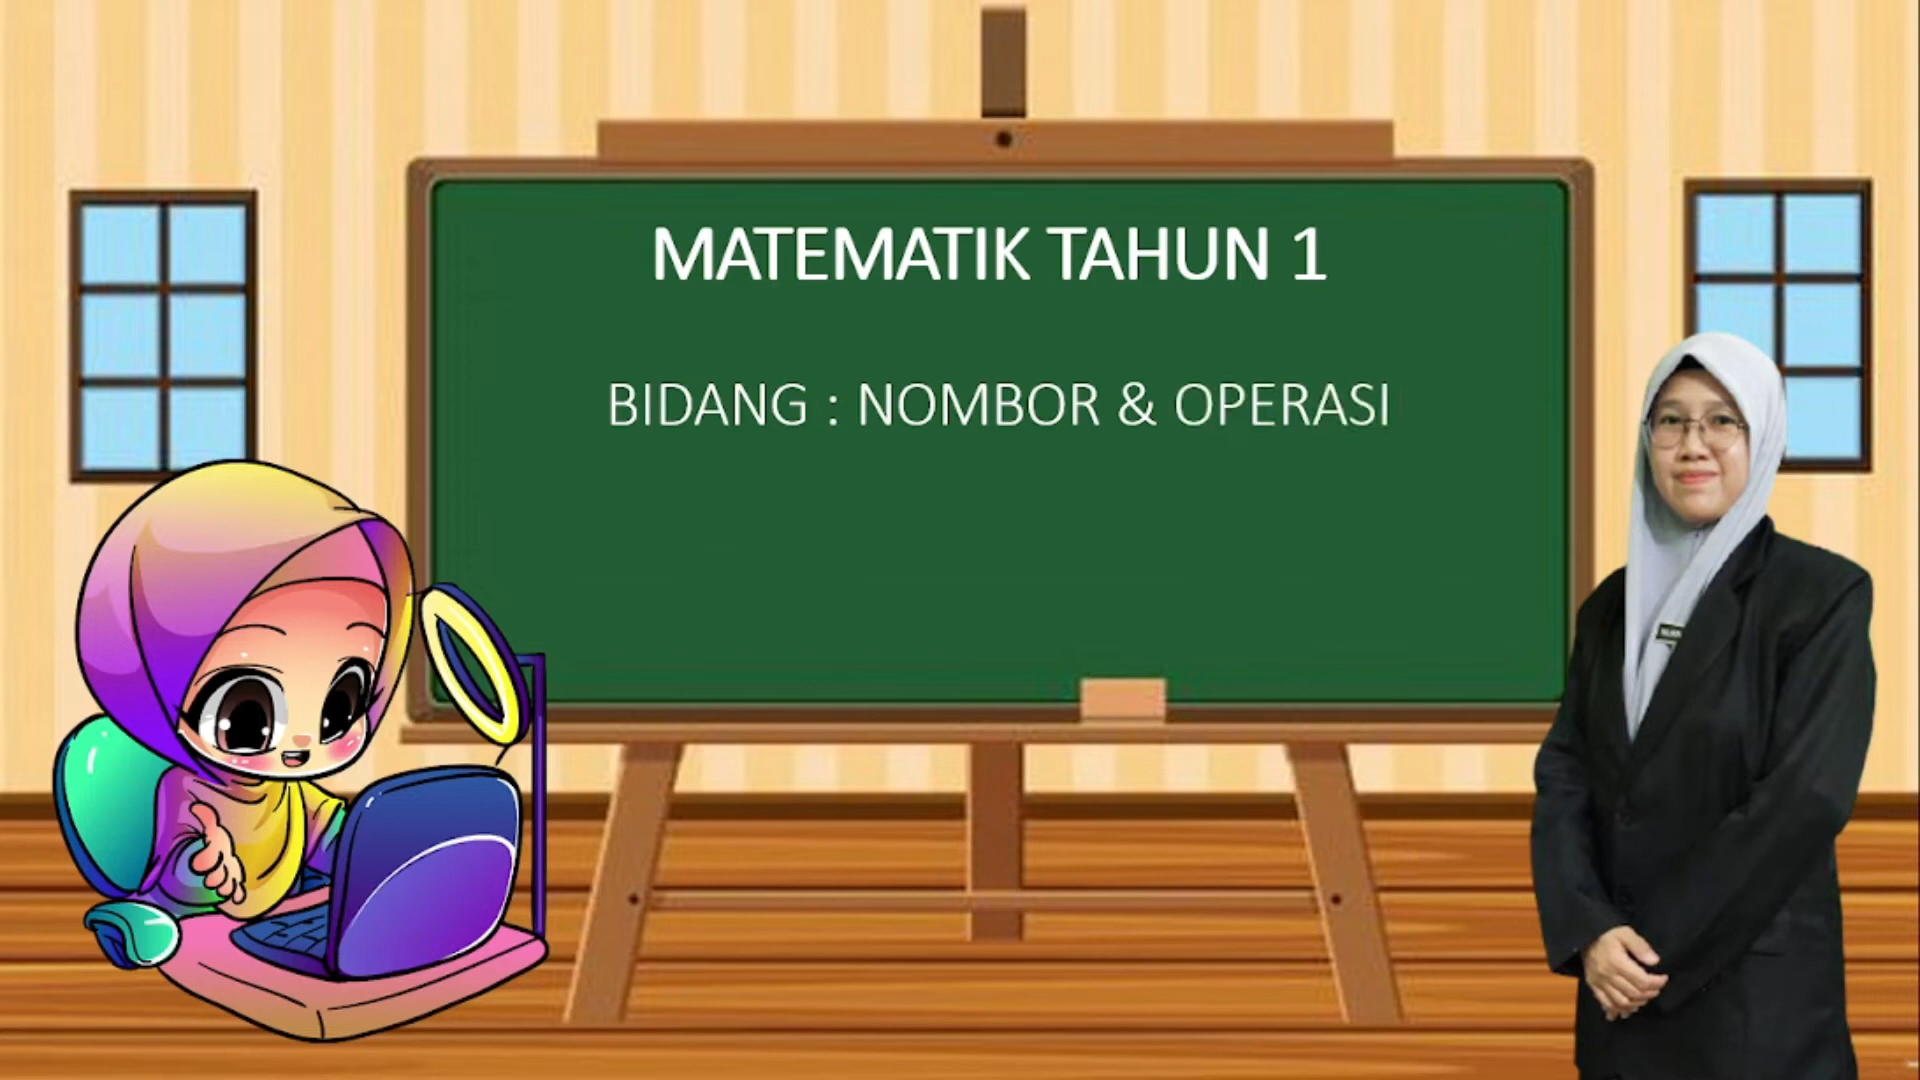 MATEMATIK TAHUN 1
BIDANG : NOMBOR & OPERASI